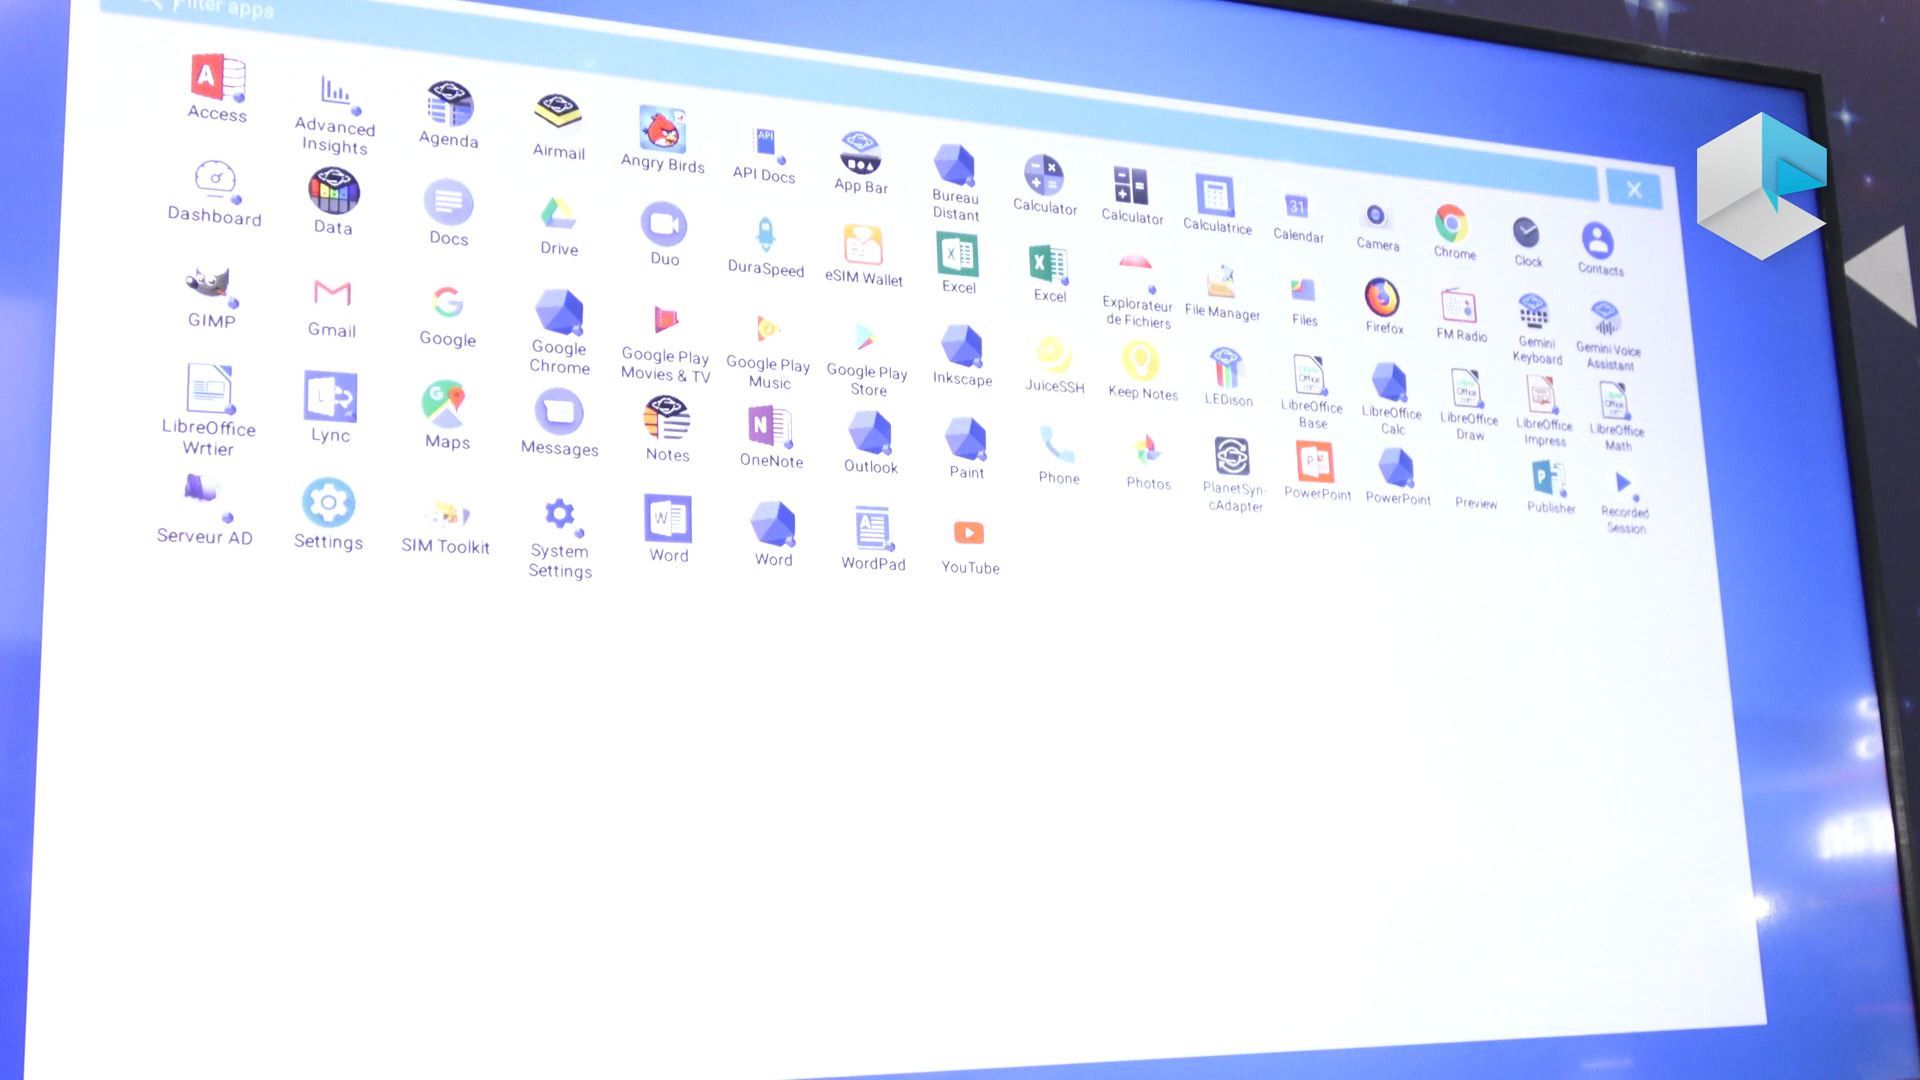 Filter apps
Access
Advanced
Insights
Agenda
Airmail
Angry Birds
API
API Docs
App Bar
Bureau
Distant
Calculator
Calculator
Calculatrice
31
Calendar
Camera
Chrome
Clock
Contacts
Dashboard
Data
Docs
Drive
Duo
DuraSpeed
eSIM Wallet
Excel
Excel
Explorateur
de Fichiers
File Manager
Files
Firefox
FM Radio
Gemini
Keyboard
Gemini Voice
Assistant
GIMP
Gmail
Google
Google
Chrome
Google Play
Movies & TV
Google Play
Music
Google Play
Store
Inkscape
JuiceSSH
Keep Notes
LEDison
LibreOffice
Base
LibreOffice
Calc
LibreOffice
Draw
LibreOffice
Impress
LibreOffice
Math
LibreOffice
Wrtier
Lync
Maps
Messages
Notes
OneNote
Outlook
Paint
Phone
Photos
PlanetSyn-
cAdapter
PowerPoint
PowerPoint
Preview
Publisher
Recorded
Session
Serveur AD
Settings
SIM Toolkit
System
Settings
Word
Word
WordPad
YouTube